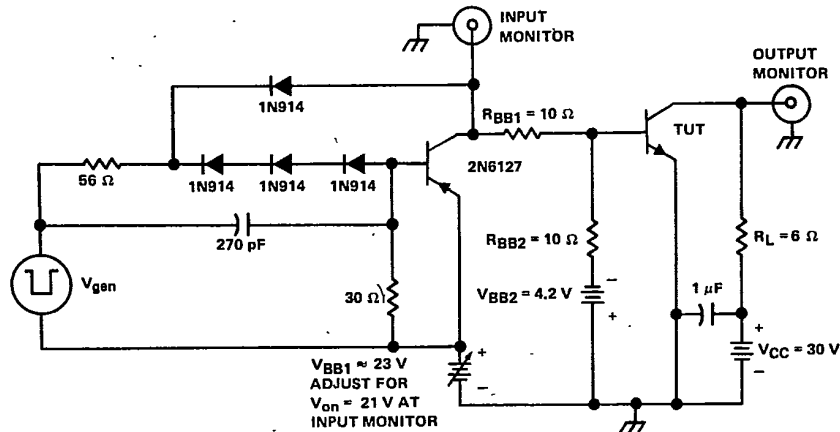 INPUT
MONITOR
OUTPUT
MONITOR
1N914
RBB1 = 10 Ω
TUT
56 Ω
1N914
1N914
1N914
2N6127
270 pF
RBB2 = 10 Ω
RL = 6 Ω
Vgen
30 Ω
VBB2 = 4.2 V
−
+
1 μF
+
−
VCC = 30 V
VBB1 ≈ 23 V
ADJUST FOR
Von = 21 V AT
INPUT MONITOR
+
−